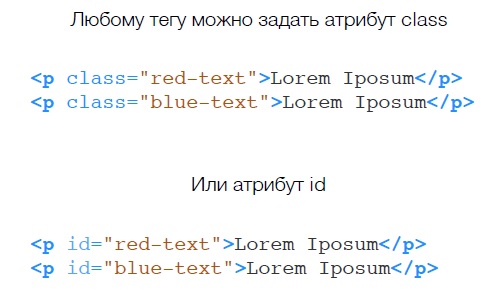 Любому тегу можно задать атрибут class
<p class="red-text">Lorem Iposum</p>
<p class="blue-text">Lorem Iposum</p>
Или атрибут id
<p id="red-text">Lorem Iposum</p>
<p id="blue-text">Lorem Iposum</p>